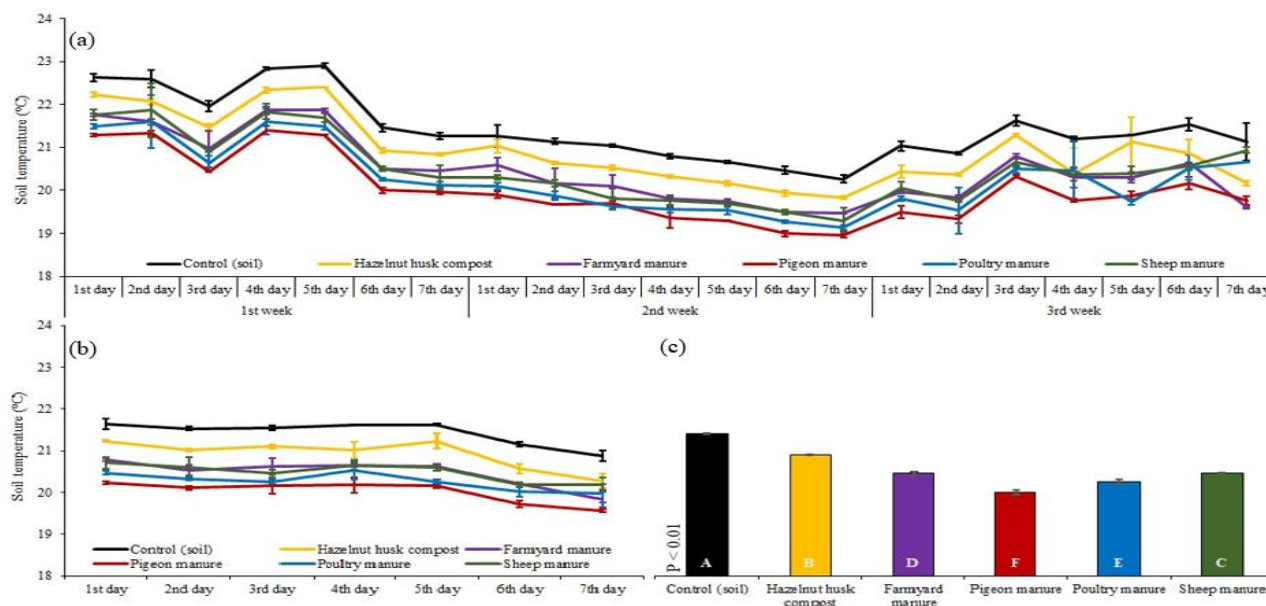 (a)
Soil temperature (ºC)
24
23
22
21
20
19
18
Control (soil) Hazelnut husk compost Farmyard manure Pigeon manure Poultry manure Sheep manure
1st day 2nd day 3rd day 4th day 5th day 6th day 7th day 1st day 2nd day 3rd day 4th day 5th day 6th day 7th day 1st day 2nd day 3rd day 4th day 5th day 6th day 7th day
1st week 2nd week 3rd week
(b)
Soil temperature (ºC)
24
23
22
21
20
19
18
Control (soil) Hazelnut husk compost Farmyard manure
Pigeon manure Poultry manure Sheep manure
1st day 2nd day 3rd day 4th day 5th day 6th day 7th day
(c)
P < 0.01
A B D F E C
Control (soil) Hazelnut husk compost Farmyard manure Pigeon manure Poultry manure Sheep manure